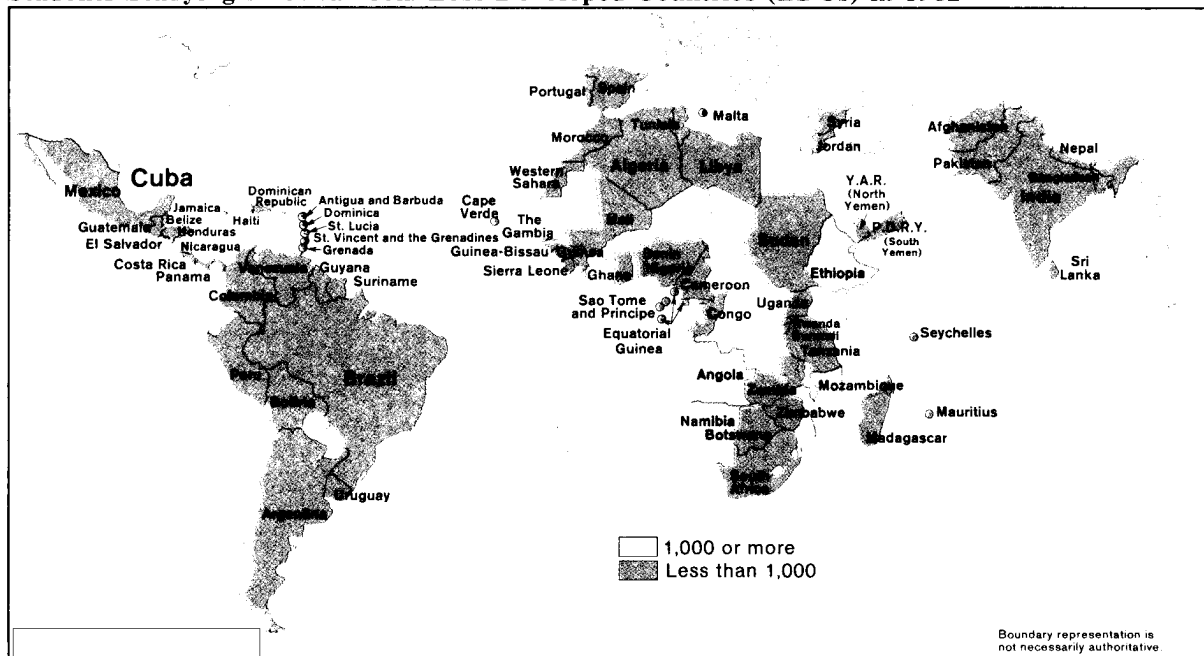 Students Studying in Cuba From Less Developed Countries (LDCs) in 1982
Portugal
Spain
Malta
Morocco
Tunisia
Algeria
Libya
Western
Sahara
Syria
Jordan
Afghanistan
Pakistan
Nepal
Bangladesh
India
Sri
Lanka
Y.A.R.
(North
Yemen)
P.D.R.Y.
(South
Yemen)
Mexico
Cuba
Jamaica
Belize
Haiti
Dominican
Republic
Guatemala
Honduras
El Salvador
Nicaragua
Costa Rica
Panama
Antigua and Barbuda
Dominica
St. Lucia
St. Vincent and the Grenadines
Grenada
Venezuela
Guyana
Suriname
Colombia
Peru
Brazil
Bolivia
Uruguay
Argentina
Cape
Verde
The
Gambia
Mali
Guinea-Bissau
Guinea
Sierra Leone
Ghana
Benin
Nigeria
Cameroon
Sao Tome
and Principe
Equatorial
Guinea
Congo
Sudan
Ethiopia
Uganda
Rwanda
Burundi
Tanzania
Seychelles
Angola
Zambia
Mozambique
Zimbabwe
Namibia
Botswana
Madagascar
Mauritius
South
Africa
1,000 or more
Less than 1,000
Boundary representation is
not necessarily authoritative.